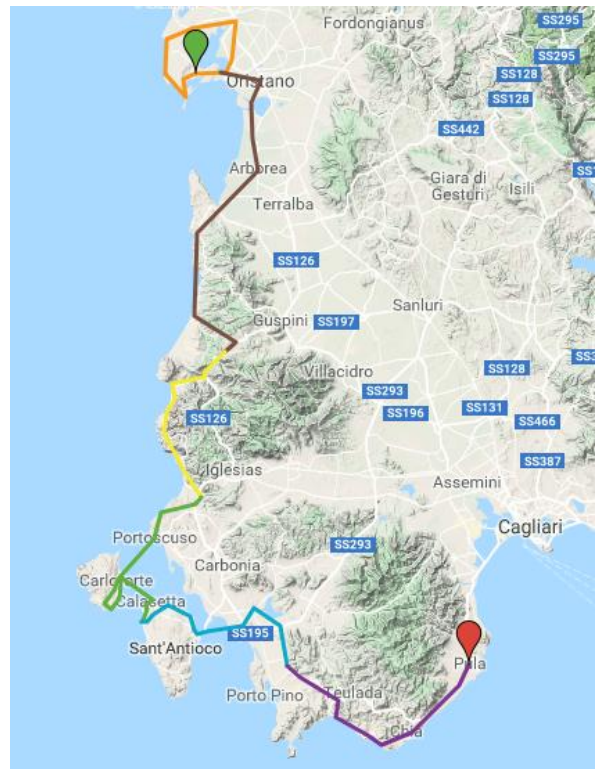 Fordongianus
SS295
SS295
SS128
Oristano
SS128
SS442
Arborea
Giara di
Gesturi
Isili
Terralba
SS126
Sanluri
Guspini
SS197
Villacidro
SS128
SS293
SS131
SS126
SS196
SS466
SS387
Iglesias
Assemini
Cagliari
Portoscuso
SS293
Carbonia
Carloforte
Calasetta
SS195
Sant'Antioco
Pula
Teulada
Porto Pino
Chia